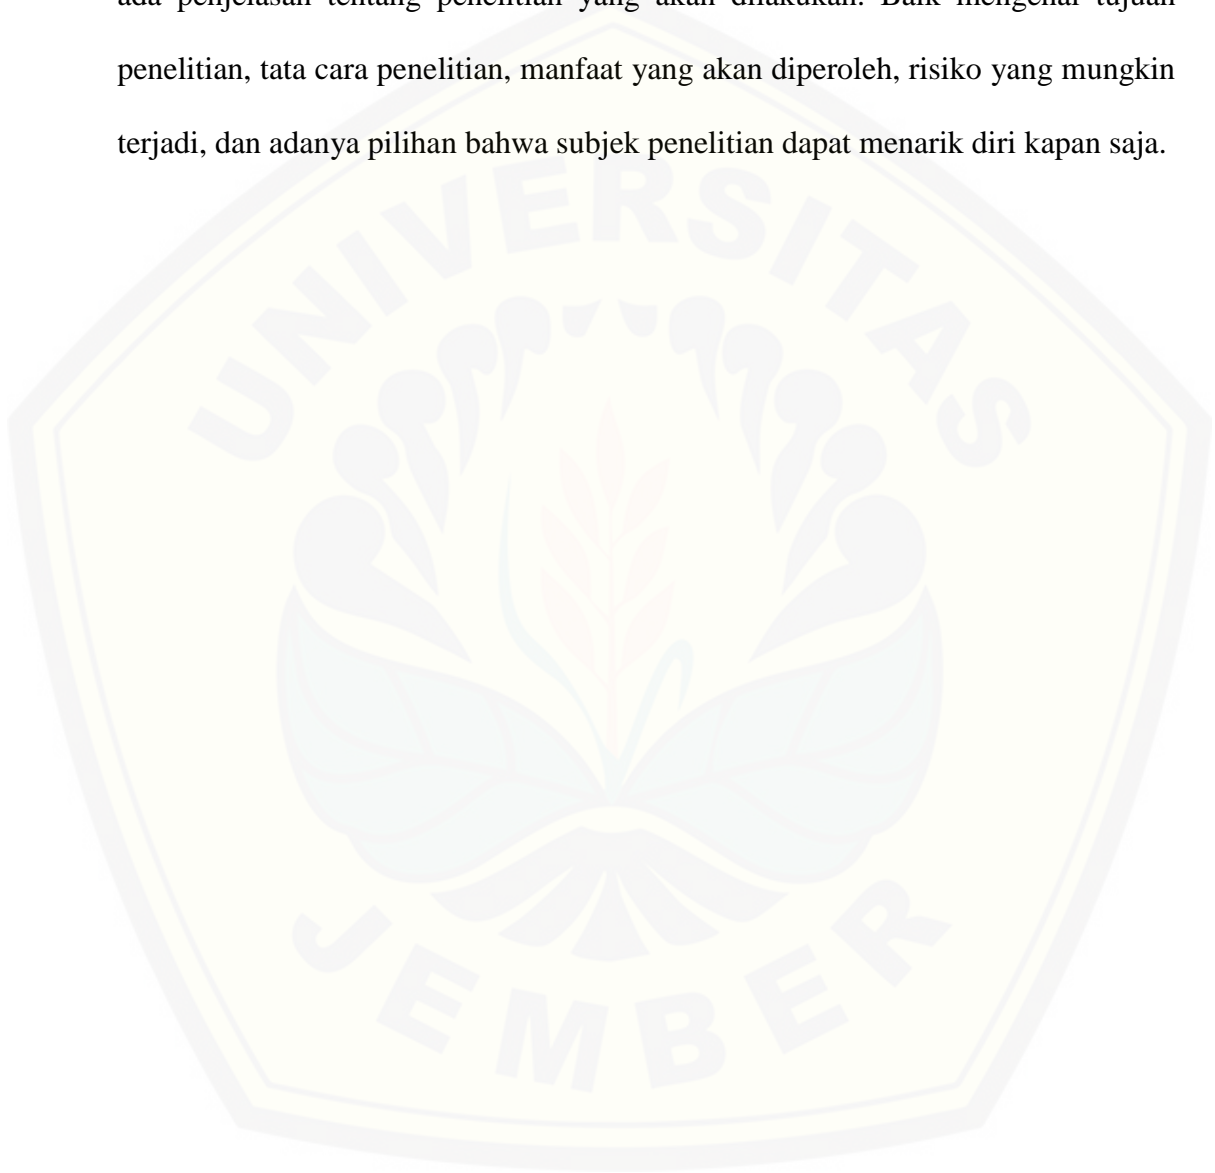 ada penjelasan tentang penelitian yang akan dilakukan. Baik mengenai tujuan
penelitian, tata cara penelitian, manfaat yang akan diperoleh, risiko yang mungkin
terjadi, dan adanya pilihan bahwa subjek penelitian dapat menarik diri kapan saja.
UNIVERSITAS
JEMBER